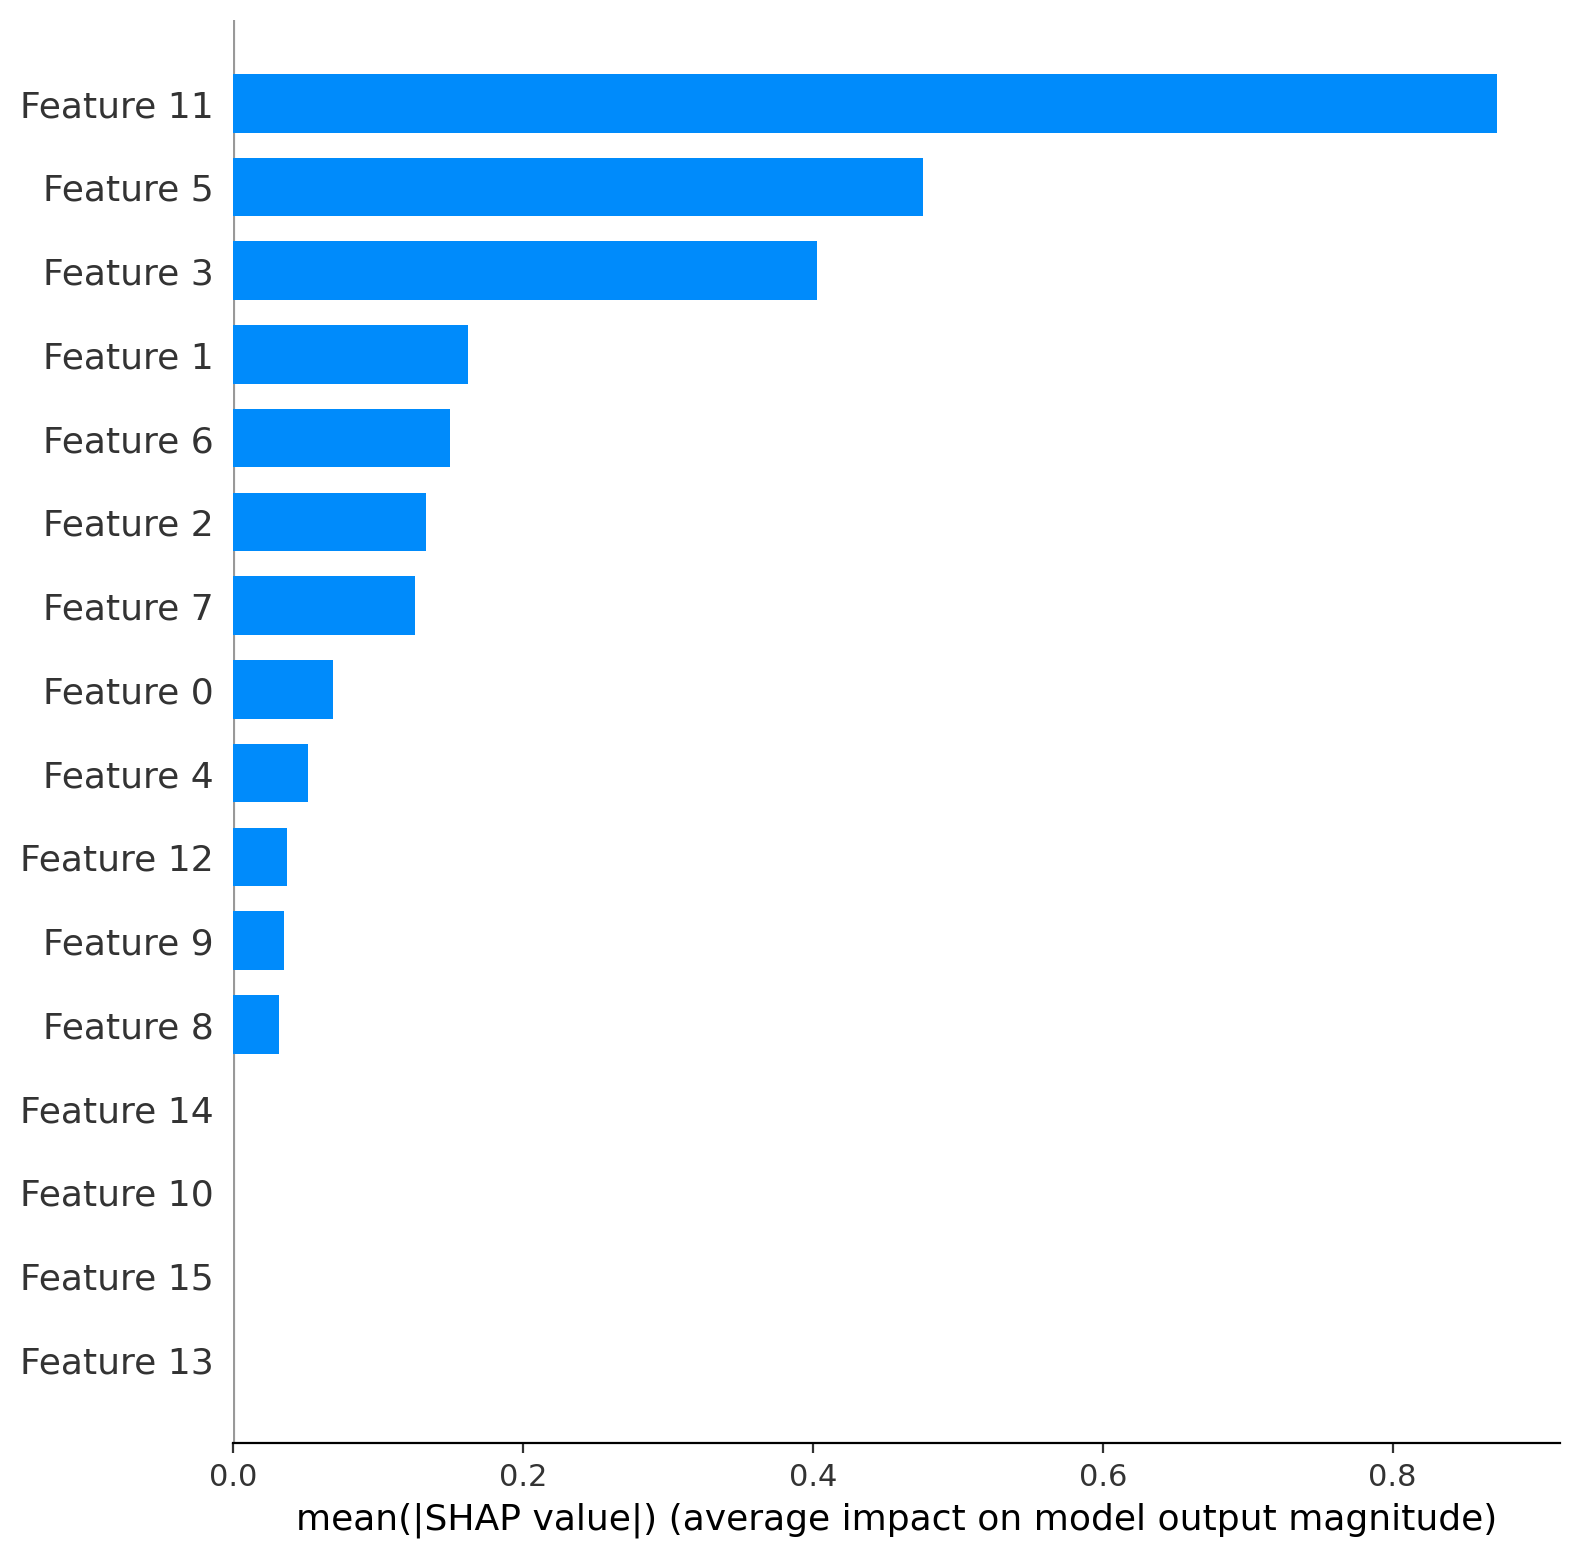 Feature 11
Feature 5
Feature 3
Feature 1
Feature 6
Feature 2
Feature 7
Feature 0
Feature 4
Feature 12
Feature 9
Feature 8
Feature 14
Feature 10
Feature 15
Feature 13
0.0 0.2 0.4 0.6 0.8
mean(|SHAP value|) (average impact on model output magnitude)